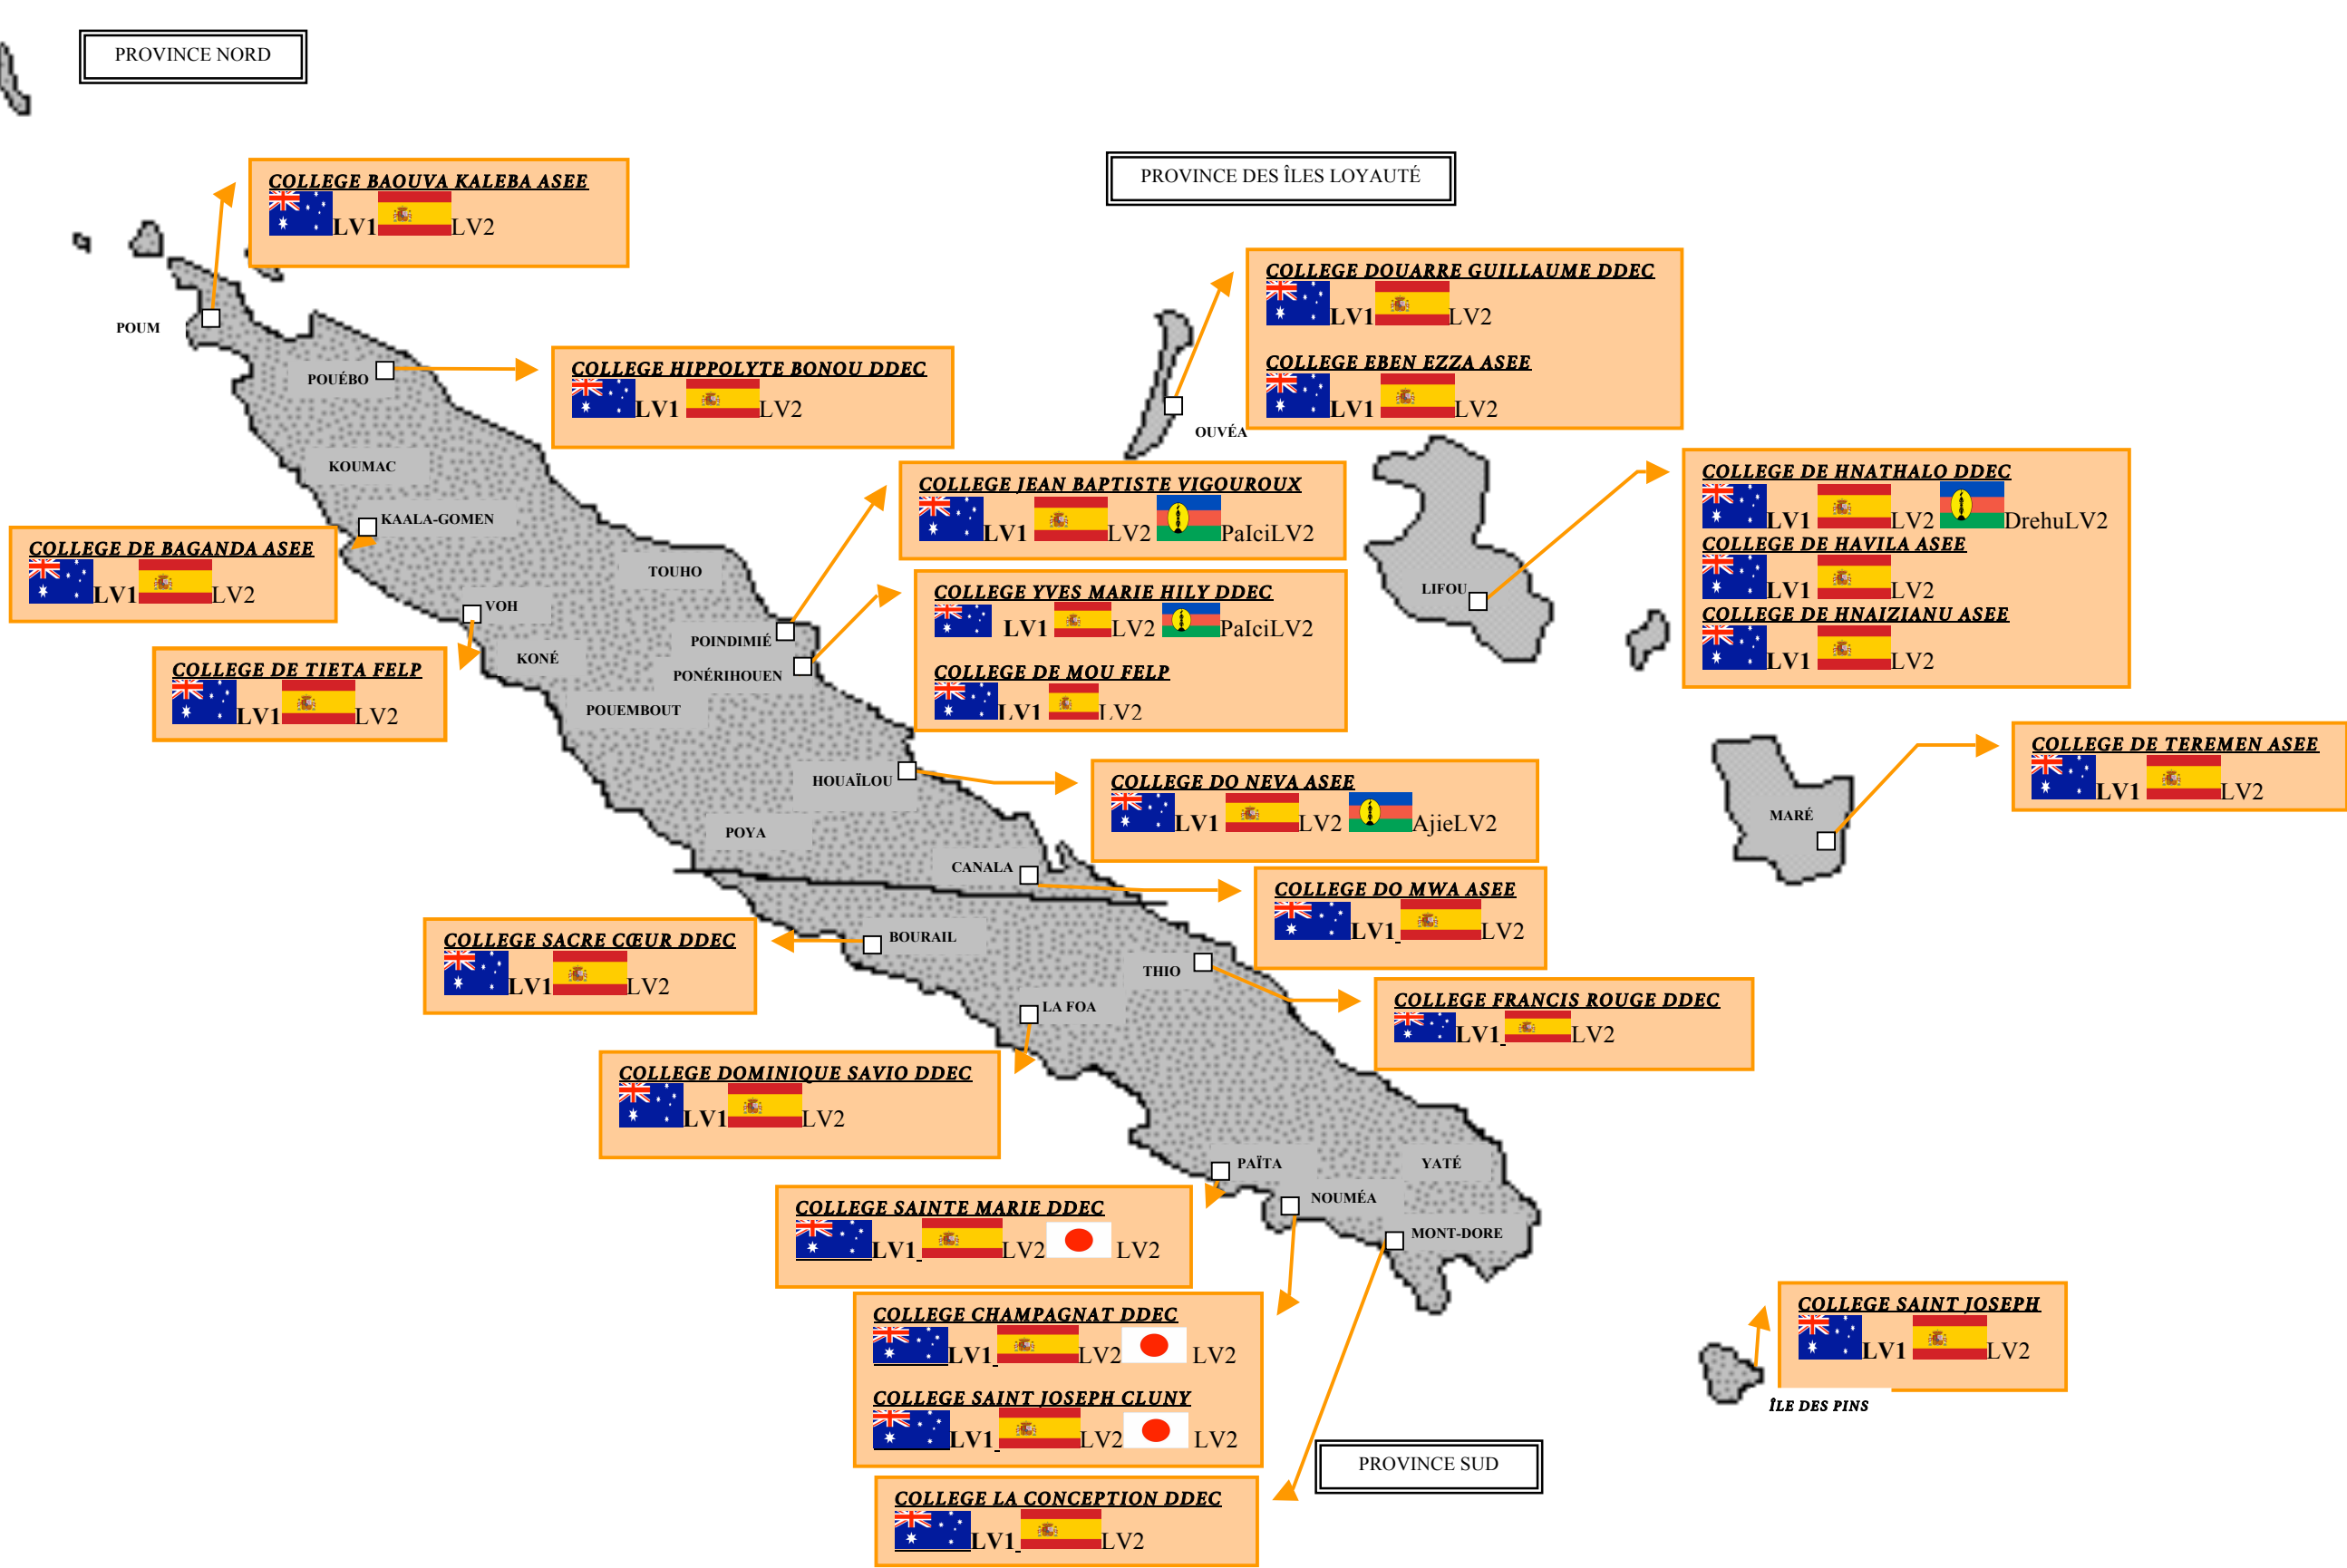 PROVINCE NORD
PROVINCE DES ÎLES LOYAUTÉ
COLLEGE BAOUVA KALEBA ASEE
LV1 LV2
POUM
COLLEGE DOUARRE GUILLAUME DDEC
LV1 LV2
COLLEGE EBEN EZZA ASEE
LV1 LV2
OUVÉA
POUÉBO
COLLEGE HIPPOLYTE BONOU DDEC
LV1 LV2
KOUMAC
COLLEGE JEAN BAPTISTE VIGOUROUX
LV1 LV2 PaIciLV2
COLLEGE DE HNATHALO DDEC
LV1 LV2 DrehuLV2
COLLEGE DE HAVILA ASEE
LV1 LV2
COLLEGE DE HNAIZIANU ASEE
LV1 LV2
LIFOU
KAALA-GOMEN
COLLEGE DE BAGANDA ASEE
LV1 LV2
TOUHO
COLLEGE YVES MARIE HILY DDEC
LV1 LV2 PaIciLV2
COLLEGE DE MOU FELP
LV1 LV2
VOH
POINDIMIÉ
KONÉ
PONÉRIHOUEN
COLLEGE DE TIETA FELP
LV1 LV2
POUEMBOUT
COLLEGE DE TEREMEN ASEE
LV1 LV2
MARÉ
HOUAÏLOU
COLLEGE DO NEVA ASEE
LV1 LV2 AjieLV2
POYA
CANALA
COLLEGE DO MWA ASEE
LV1 LV2
COLLEGE SACRE CŒUR DDEC
LV1 LV2
BOURAIL
THIO
COLLEGE FRANCIS ROUGE DDEC
LV1 LV2
LA FOA
COLLEGE DOMINIQUE SAVIO DDEC
LV1 LV2
PAÏTA
YATÉ
NOUMÉA
MONT-DORE
COLLEGE SAINTE MARIE DDEC
LV1 LV2 LV2
COLLEGE CHAMPAGNAT DDEC
LV1 LV2 LV2
COLLEGE SAINT JOSEPH CLUNY
LV1 LV2 LV2
COLLEGE SAINT JOSEPH
LV1 LV2
ÎLE DES PINS
PROVINCE SUD
COLLEGE LA CONCEPTION DDEC
LV1 LV2